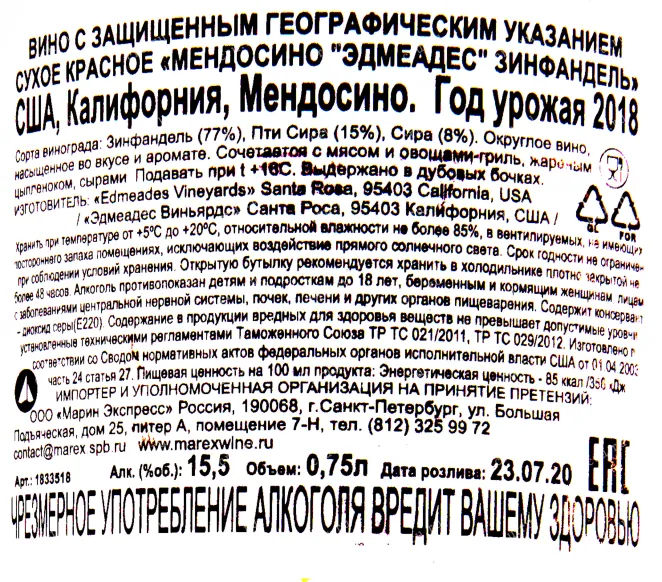 ВИНО С ЗАЩИЩЕННЫМ ГЕОГРАФИЧЕСКИМ УКАЗАНИЕМ
СУХОЕ КРАСНОЕ «МЕНДОСИНО "ЭДМЕАДЕС" ЗИНФАНДЕЛЬ»
США, Калифорния, Мендосино. Год урожая 2018
Сорта винограда: Зинфандель (77%), Пти Сира (15%), Сира (8%). Округлое вино,
насыщенное во вкусе и аромате. Сочетается с мясом и овощами-гриль, жареным
цыпленком, сырами Подавать при t +16С. Выдержано в дубовых бочках.
ИЗГОТОВИТЕЛЬ: «Edmeades Vineyards» Santa Rosa, 95403 California, USA
/ «Эдмеадес Виньярдс» Санта Роса, 95403 Калифорния, США /
GL FOR
Хранить при температуре от +5°С до +20°С, относительной влажности не более 85%, в вентилируемых, не имеющих
постороннего запаха помещениях, исключающих воздействие прямого солнечного света. Срок годности не ограничен
при соблюдении условий хранения. Открытую бутылку рекомендуется хранить в холодильнике плотно закрытой не
более 48 часов. Алкоголь противопоказан детям и подросткам до 18 лет, беременным и кормящим женщинам, лицам
с заболеваниями центральной нервной системы, почек, печени и других органов пищеварения. Содержит консервант
- диоксид серы(Е220). Содержание в продукции вредных для здоровья веществ не превышает допустимые уровни
установленные техническими регламентами Таможенного Союза ТР ТС 021/2011, ТР ТС 029/2012. Изготовлено в
соответствии со Сводом нормативных актов федеральных органов исполнительной власти США от 01 04 2003
часть 24 статья 27. Пищевая ценность на 100 мл продукта: Энергетическая ценность - 85 ккал /356 кДж
ИМПОРТЕР И УПОЛНОМОЧЕННАЯ ОРГАНИЗАЦИЯ НА ПРИНЯТИЕ ПРЕТЕНЗИЙ:
ООО «Марин Экспресс» Россия, 190068, г.Санкт-Петербург, ул. Большая
Подъяческая, дом 25, литер А, помещение 7-Н, тел. (812) 325 99 72
contact@marex spb.ru www.marexwine.ru
Арт.: 1833518 Алк. (%об.): 15,5 Объем: 0,75л Дата розлива: 23.07.20 EAC
ЧРЕЗМЕРНОЕ УПОТРЕБЛЕНИЕ АЛКОГОЛЯ ВРЕДИТ ВАШЕМУ ЗДОРОВЬЮ